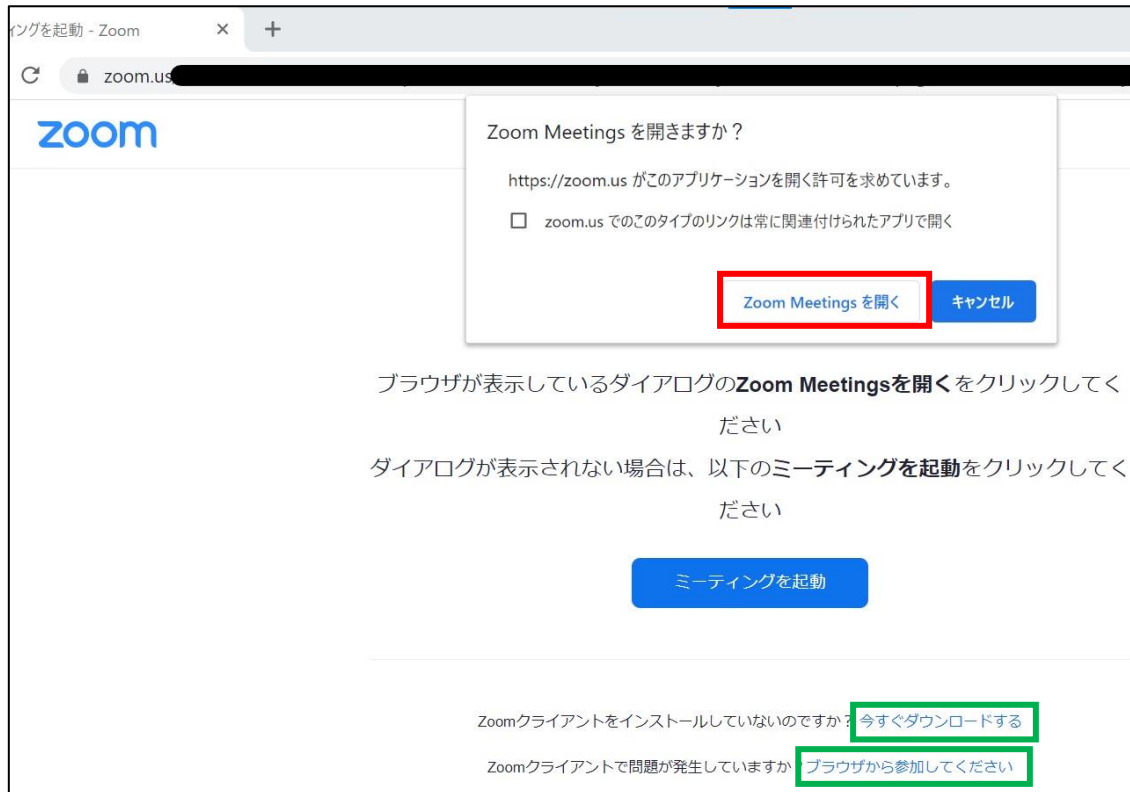 ィングを起動 - Zoom
zoom.us
zoom
Zoom Meetings を開きますか？
https://zoom.us がこのアプリケーションを開く許可を求めています。
zoom.us でのこのタイプのリンクは常に関連付けられたアプリで開く
Zoom Meetings を開く キャンセル
ブラウザが表示しているダイアログのZoom Meetingsを開くをクリックしてく
ださい
ダイアログが表示されない場合は、以下のミーティングを起動をクリックしてく
ださい
ミーティングを起動
Zoomクライアントをインストールしていないのですか？今すぐダウンロードする
Zoomクライアントで問題が発生していますか ブラウザから参加してください